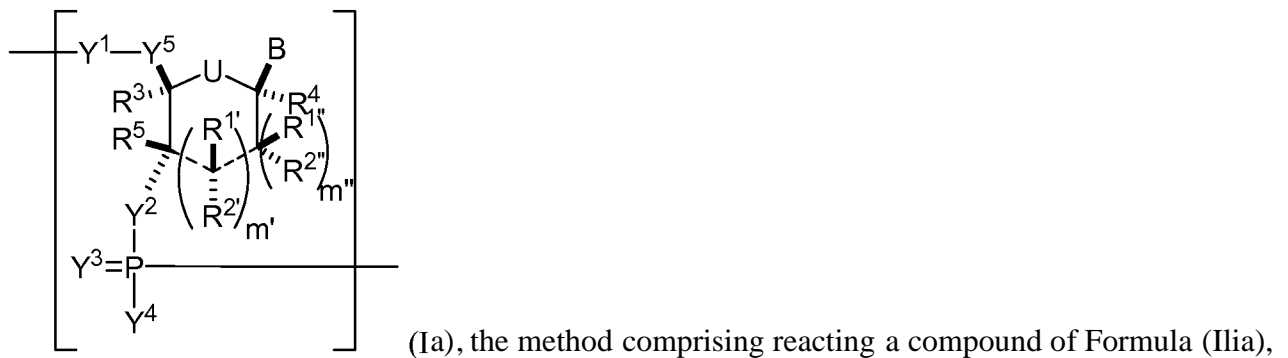 Y¹ Y⁵ B
U
R³ R⁴
R⁵ R¹' R¹"
R²"
m"
Y² R²' m'
Y³=P
Y⁴
(Ia), the method comprising reacting a compound of Formula (Ilia),